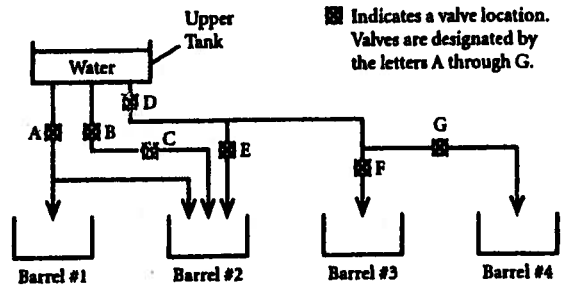 Upper
Tank
Indicates a valve location.
Valves are designated by
the letters A through G.
Water
D
A
B
C
E
G
F
Barrel #1
Barrel #2
Barrel #3
Barrel #4